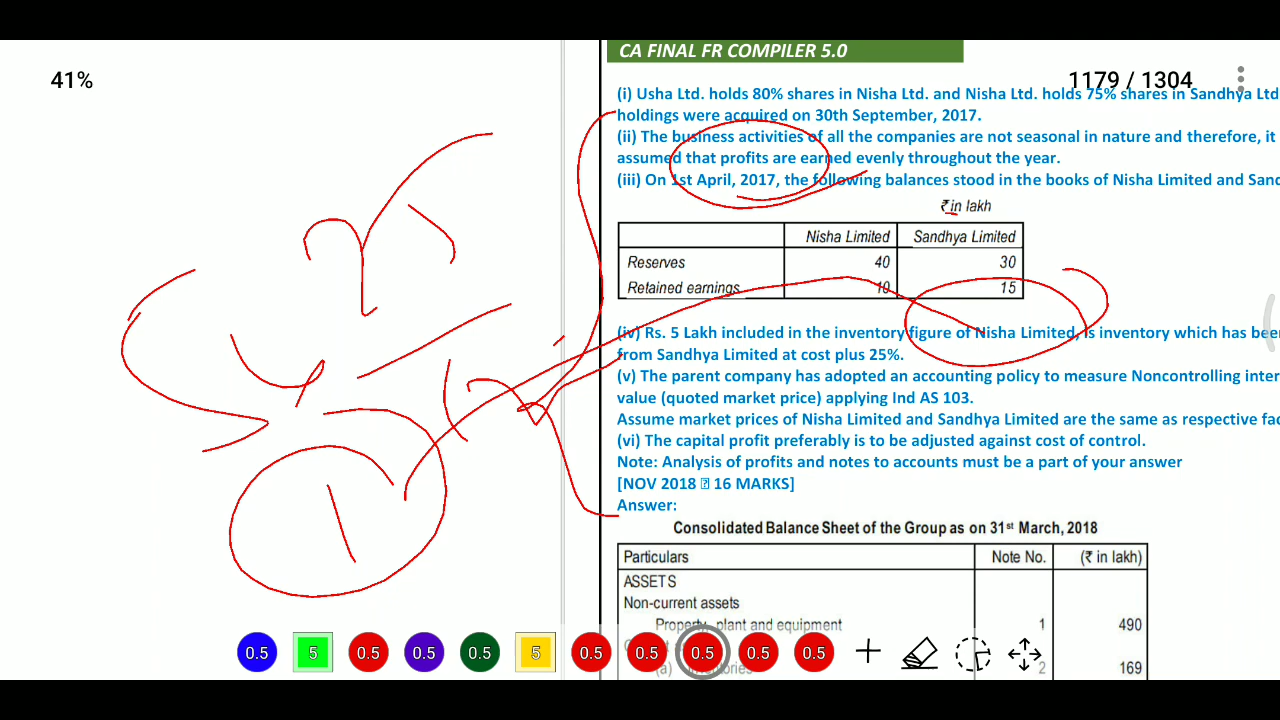 CA FINAL FR COMPILER 5.0
41%
1179 / 1304
(i) Usha Ltd. holds 80% shares in Nisha Ltd. and Nisha Ltd. holds 75% shares in Sandhya Ltd
holdings were acquired on 30th September, 2017.
(ii) The business activities of all the companies are not seasonal in nature and therefore, it
assumed that profits are earned evenly throughout the year.
(iii) On 1st April, 2017, the following balances stood in the books of Nisha Limited and Sand
₹ in lakh
Nisha Limited Sandhya Limited
Reserves 40 30
Retained earnings 10 15
(iv) Rs. 5 Lakh included in the inventory figure of Nisha Limited, is inventory which has been
from Sandhya Limited at cost plus 25%.
(v) The parent company has adopted an accounting policy to measure Noncontrolling inter
value (quoted market price) applying Ind AS 103.
Assume market prices of Nisha Limited and Sandhya Limited are the same as respective fac
(vi) The capital profit preferably is to be adjusted against cost of control.
Note: Analysis of profits and notes to accounts must be a part of your answer
[NOV 2018 16 MARKS]
Answer:
Consolidated Balance Sheet of the Group as on 31st March, 2018
Particulars Note No. (₹ in lakh)
ASSETS
Non-current assets
Property, plant and equipment 1 490
0.5 5 0.5 0.5 0.5 5 0.5 0.5 0.5 0.5 0.5
(a) 2 169